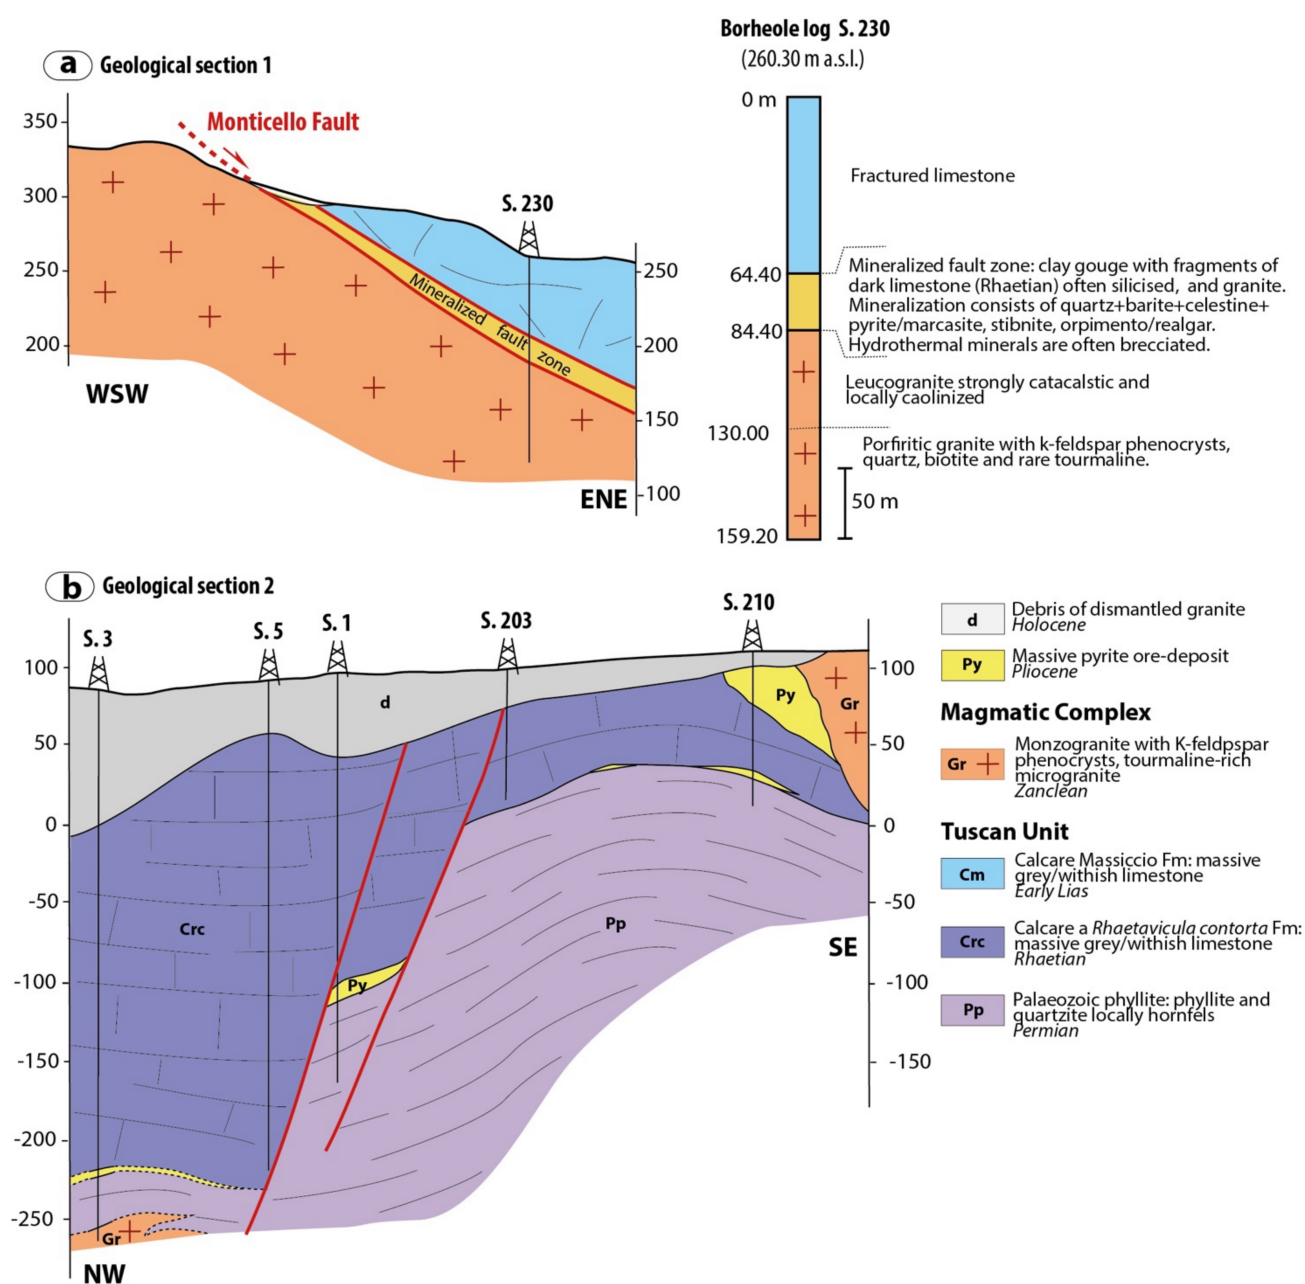 a Geological section 1
Monticello Fault
350
300
250
200
S. 230
Mineralized fault zone
250
200
150
100
WSW
ENE
Borheole log S. 230
(260.30 m a.s.l.)
0 m
Fractured limestone
64.40
Mineralized fault zone: clay gouge with fragments of
dark limestone (Rhaetian) often silicised, and granite.
Mineralization consists of quartz+barite+celestine+
pyrite/marcasite, stibnite, orpimento/realgar.
Hydrothermal minerals are often brecciated.
84.40
Leucogranite strongly catacalstic and
locally caolinized
130.00
Porfiritic granite with k-feldspar phenocrysts,
quartz, biotite and rare tourmaline.
50 m
159.20
b Geological section 2
S. 3
S. 5
S. 1
S. 203
S. 210
100
50
0
-50
-100
-150
-200
-250
100
50
0
-50
-100
-150
d
Py
Gr
Crc
Pp
Py
Gr
NW
SE
d
Debris of dismantled granite
Holocene
Py
Massive pyrite ore-deposit
Pliocene
Magmatic Complex
Gr
Monzogranite with K-feldpspar
phenocrysts, tourmaline-rich
microgranite
Zanclean
Tuscan Unit
Cm
Calcare Massiccio Fm: massive
grey/withish limestone
Early Lias
Crc
Calcare a Rhaetavicula contorta Fm:
massive grey/withish limestone
Rhaetian
Pp
Palaeozoic phyllite: phyllite and
quartzite locally hornfels
Permian